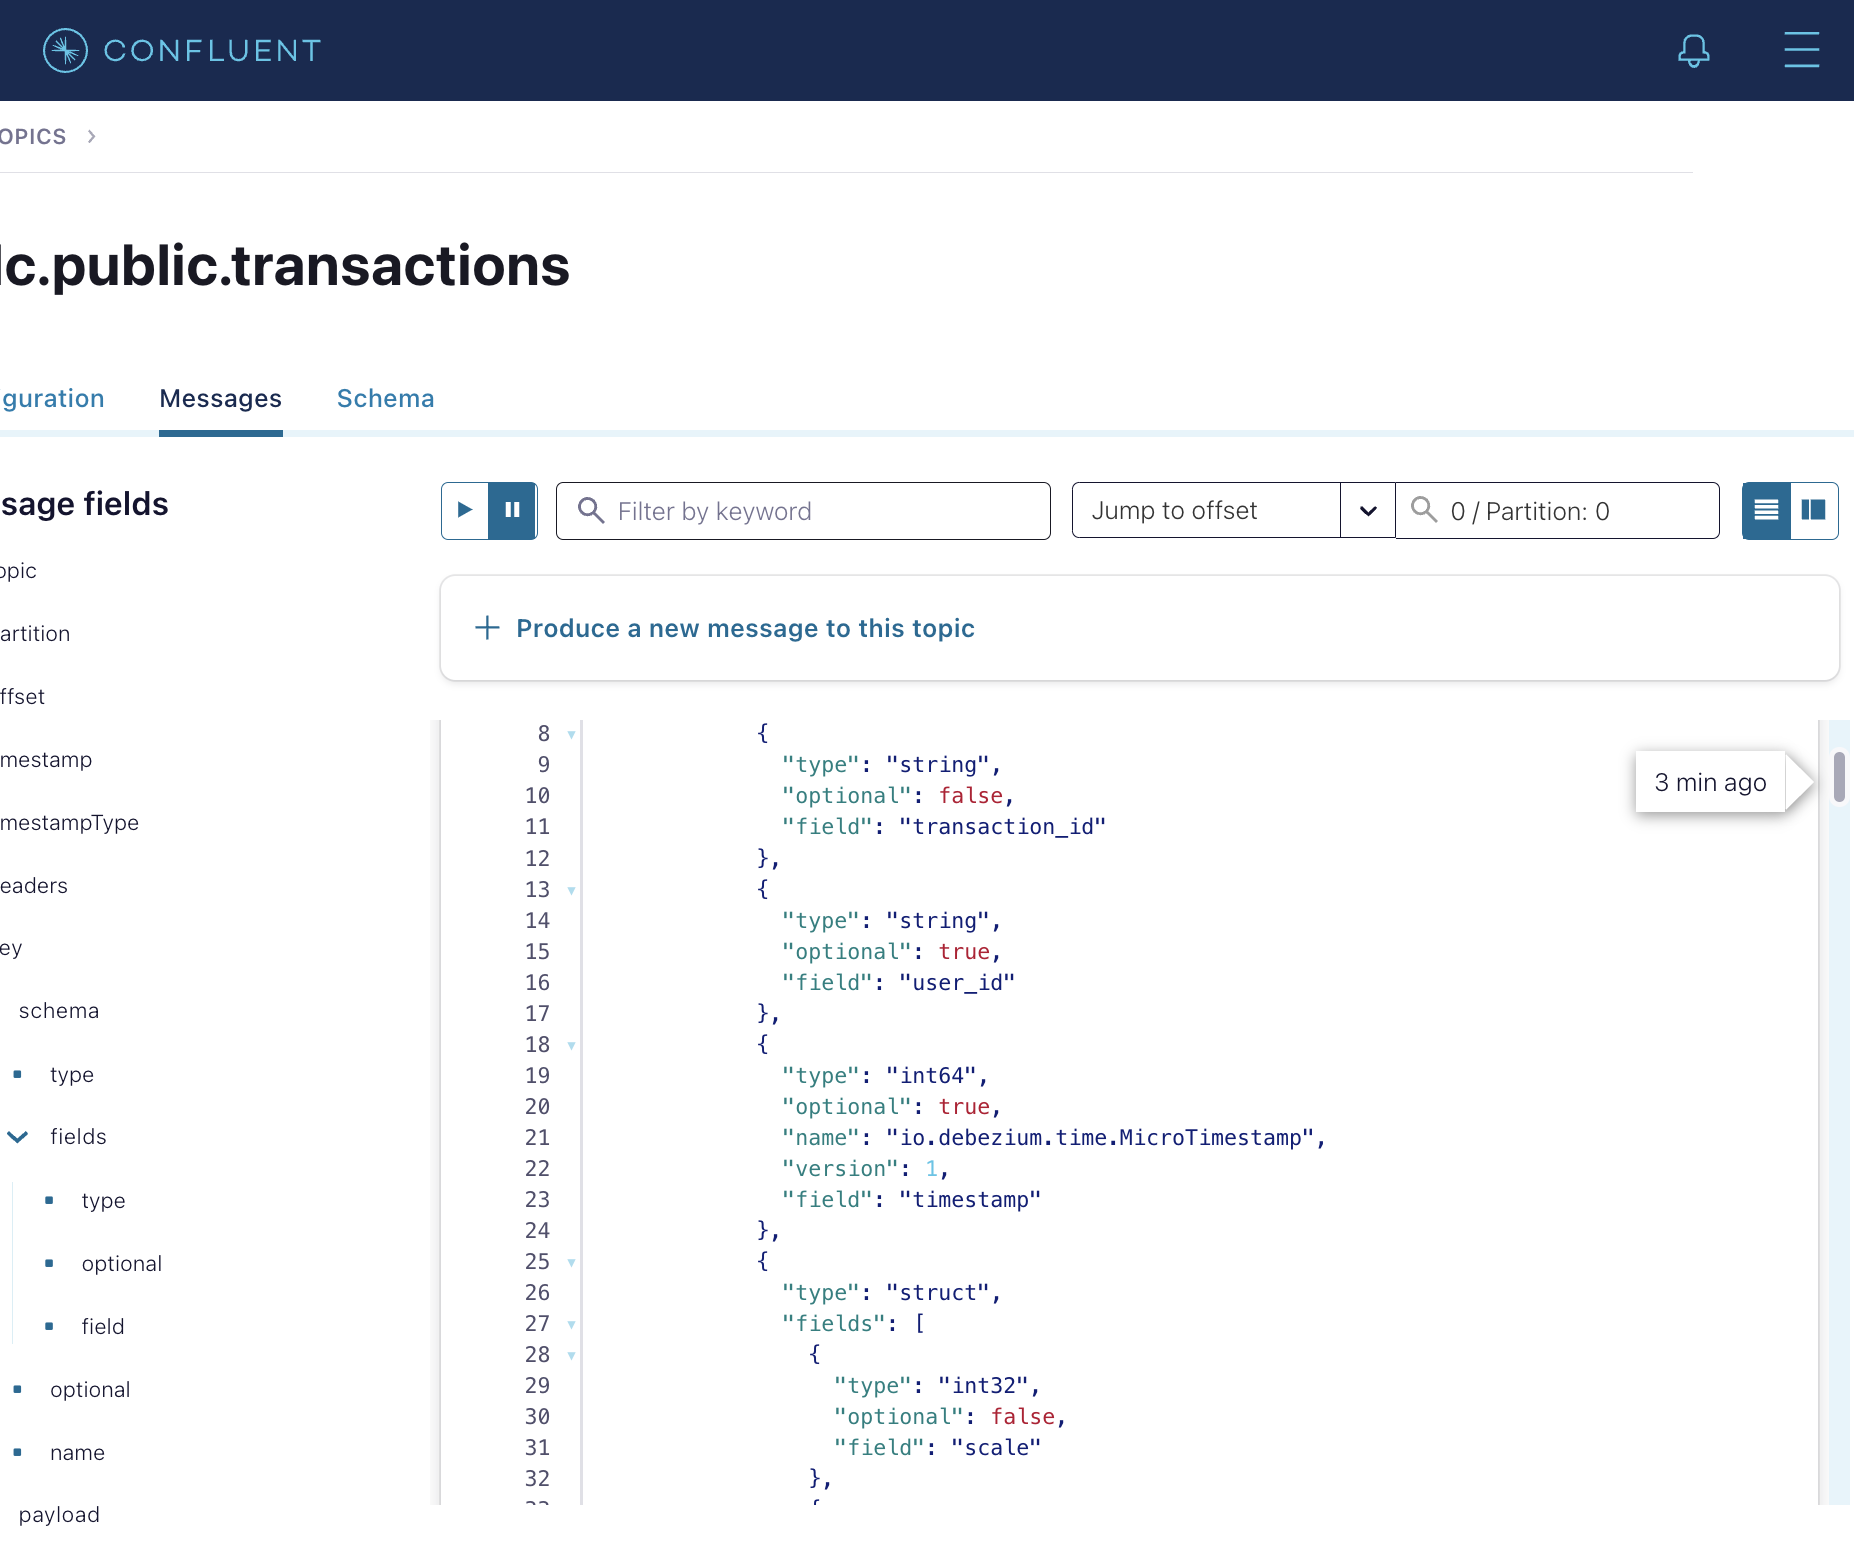 CONFLUENT
OPICS >
lc.public.transactions
guration Messages Schema
sage fields
Filter by keyword
Jump to offset
0 / Partition: 0
opic
Produce a new message to this topic
artition
ffset
mestamp
mestampType
eaders
ey
schema
type
fields
type
optional
field
optional
name
payload
8 {
9 "type": "string",
10 "optional": false,
11 "field": "transaction_id"
12 },
13 {
14 "type": "string",
15 "optional": true,
16 "field": "user_id"
17 },
18 {
19 "type": "int64",
20 "optional": true,
21 "name": "io.debezium.time.MicroTimestamp",
22 "version": 1,
23 "field": "timestamp"
24 },
25 {
26 "type": "struct",
27 "fields": [
28 {
29 "type": "int32",
30 "optional": false,
31 "field": "scale"
32 },
3 min ago